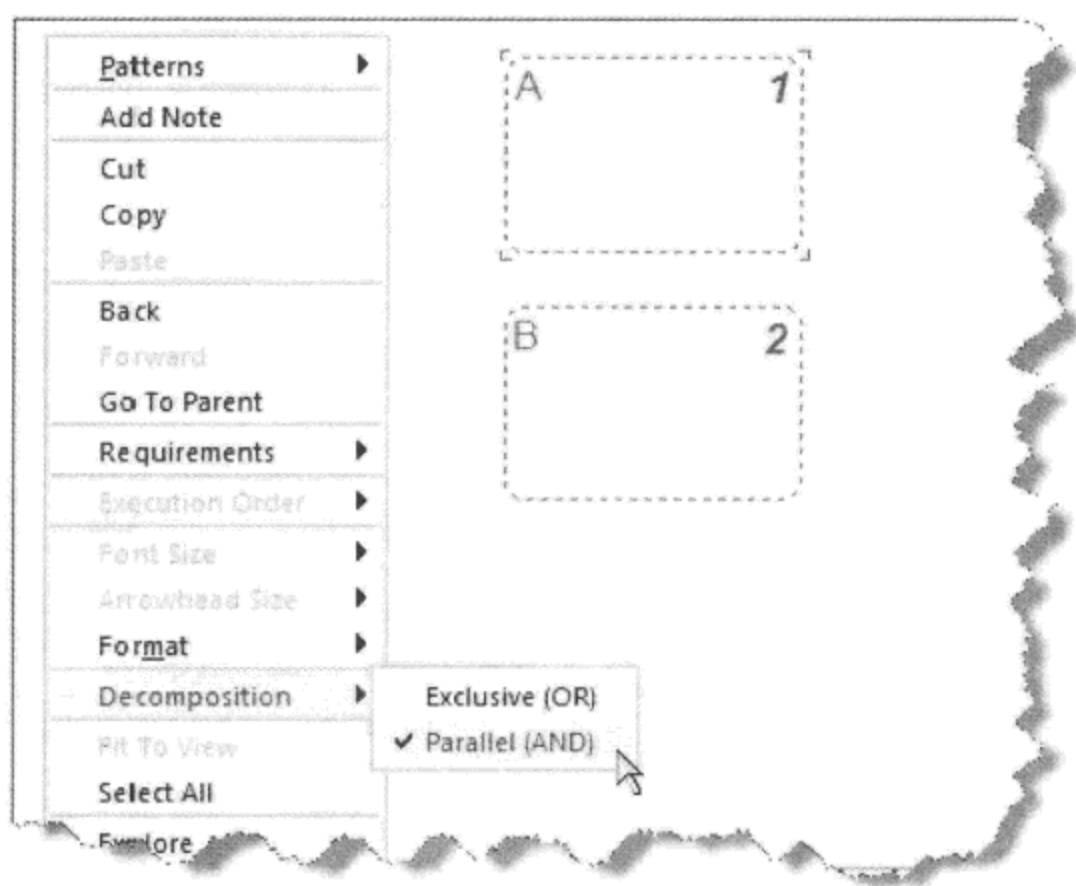 Patterns
Add Note
Cut
Copy
Paste
Back
Forward
Go To Parent
Requirements
Execution Order
Font Size
Arrowhead Size
Format
Decomposition
Fit To View
Select All
Explore
Exclusive (OR)
Parallel (AND)
A 1
B 2